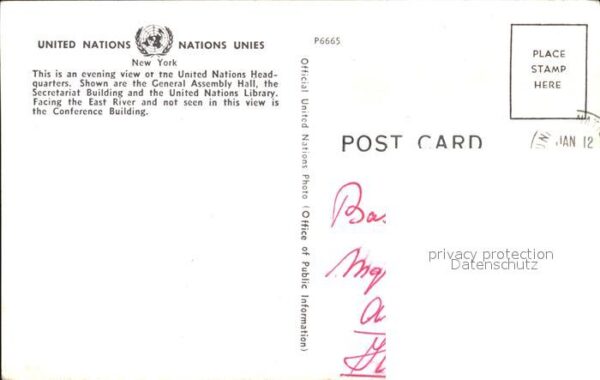 UNITED NATIONS NATIONS UNIES
New York
This is an evening view or tne United Nations Head-
quarters. Shown are the General Assembly Hall, the
Secretariat Building and the United Nations Library.
Facing the East River and not seen in this view is
the Conference Building.
Official United Nations Photo (Office of Public Information)
P6665
PLACE
STAMP
HERE
POST CARD
JAN 12
privacy protection
Datenschutz